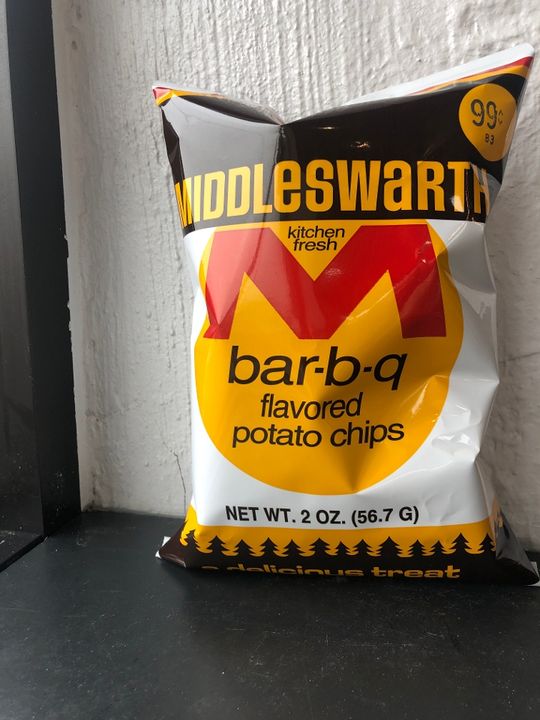 99¢
83
MIDDLESWARTH
kitchen
fresh
M
bar-b-q
flavored
potato chips
NET WT. 2 OZ. (56.7 G)
a delicious treat